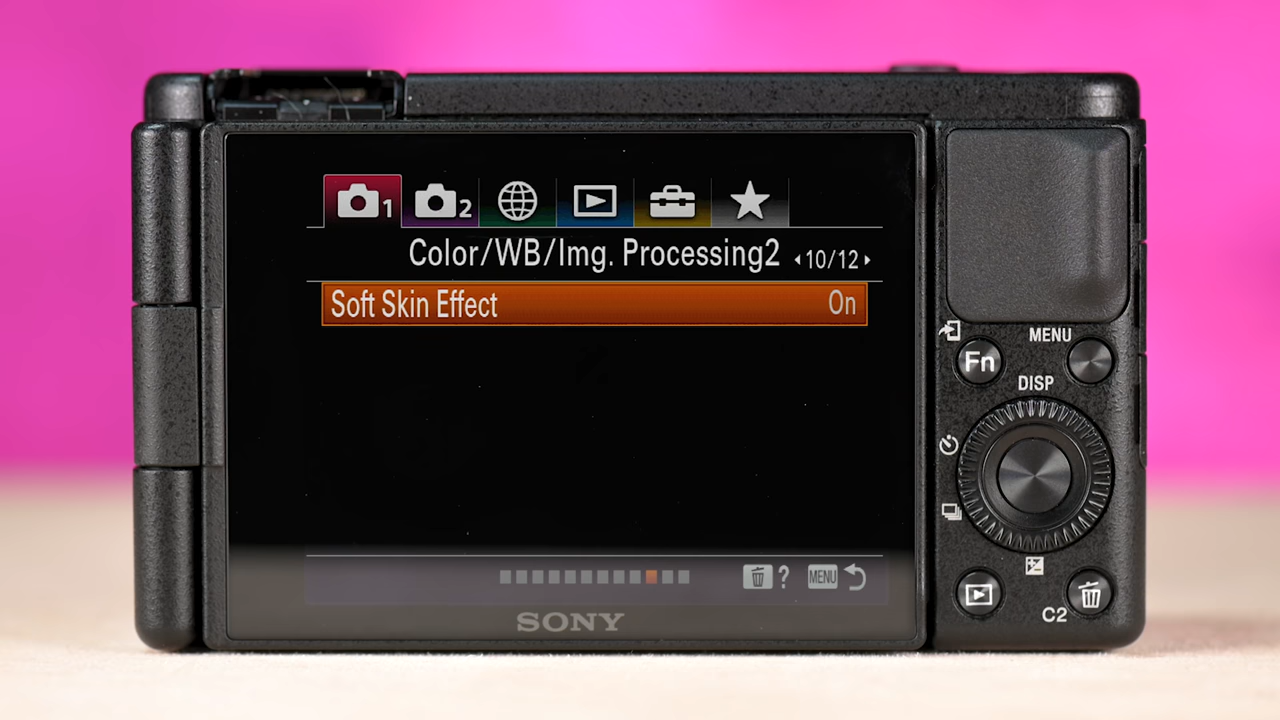 1 2
Color/WB/Img. Processing2 10/12
Soft Skin Effect On
? MENU
SONY
MENU
Fn
DISP
C2